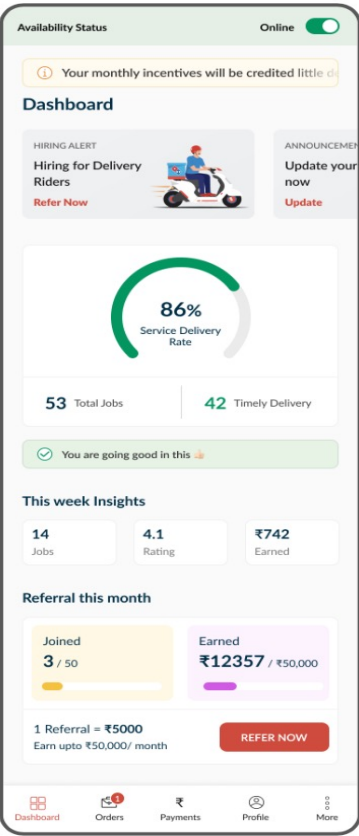 Availability Status
Online
Your monthly incentives will be credited little
Dashboard
HIRING ALERT
Hiring for Delivery
Riders
Refer Now
Update your
now
Update
86%
Service Delivery
Rate
53 Total Jobs
42 Timely Delivery
You are going good in this 👍
This week Insights
14
Jobs
4.1
Rating
₹742
Earned
Referral this month
Joined
3 / 50
Earned
₹12357 / ₹50,000
1 Referral = ₹5000
Earn upto ₹50,000/ month
REFER NOW
1
₹
Dashboard
Orders
Payments
Profile
More